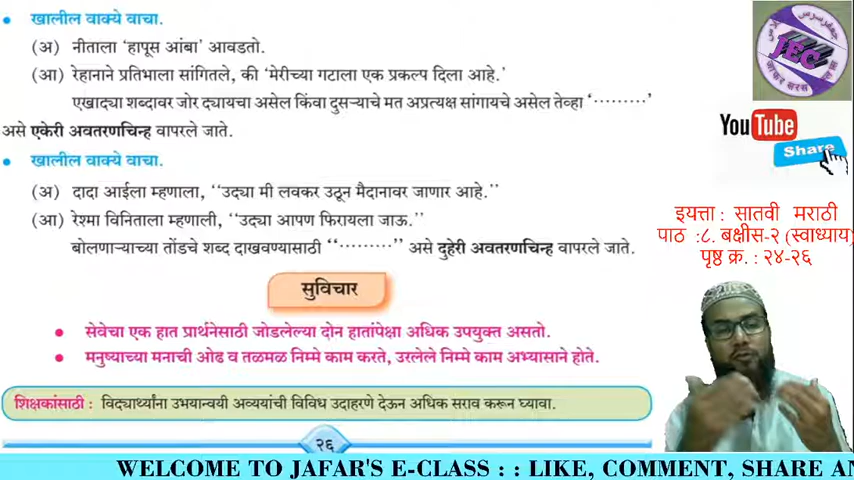 • खालील वाक्ये वाचा.
(अ) नीताला ‘हापूस आंबा’ आवडतो.
(आ) रेहानाने प्रतिभाला सांगितले, की ‘मेरीच्या गटाला एक प्रकल्प दिला आहे.’
एखाद्या शब्दावर जोर द्यायचा असेल किंवा दुसऱ्याचे मत अप्रत्यक्ष सांगायचे असेल तेव्हा ‘·········’
असे एकेरी अवतरणचिन्ह वापरले जाते.
• खालील वाक्ये वाचा.
(अ) दादा आईला म्हणाला, ‘‘उद्या मी लवकर उठून मैदानावर जाणार आहे.’’
(आ) रेश्मा विनिताला म्हणाली, ‘‘उद्या आपण फिरायला जाऊ.’’
बोलणाऱ्याच्या तोंडचे शब्द दाखवण्यासाठी ‘‘·········’’ असे दुहेरी अवतरणचिन्ह वापरले जाते.
सुविचार
• सेवेचा एक हात प्रार्थनेसाठी जोडलेल्या दोन हातांपेक्षा अधिक उपयुक्त असतो.
• मनुष्याच्या मनाची ओढ व तळमळ निम्मे काम करते, उरलेले निम्मे काम अभ्यासाने होते.
शिक्षकांसाठी : विद्यार्थ्यांना उभयान्वयी अव्ययांची विविध उदाहरणे देऊन अधिक सराव करून घ्यावा.
२६
JEC
YouTube
Share
इयत्ता : सातवी मराठी
पाठ :८. बक्षीस-२ (स्वाध्याय)
पृष्ठ क्र. : २४-२६
WELCOME TO JAFAR'S E-CLASS : : LIKE, COMMENT, SHARE AN